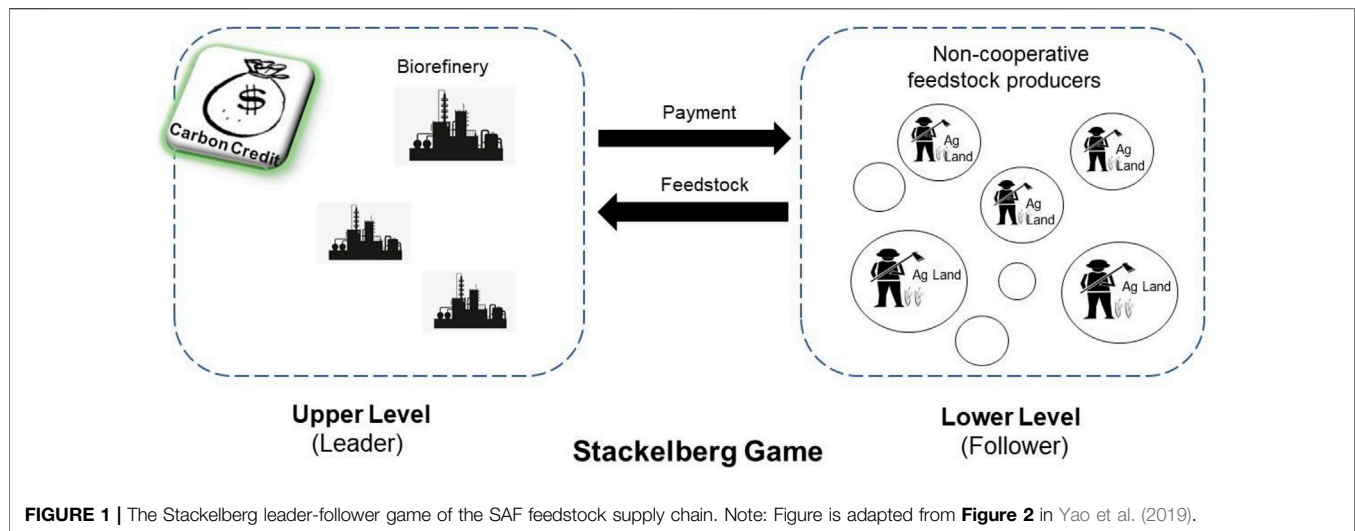 Carbon Credit
$
Biorefinery
Payment
Feedstock
Non-cooperative
feedstock producers
Ag
Land
Ag
Land
Ag
Land
Ag Land
Ag Land
Upper Level
(Leader)
Stackelberg Game
Lower Level
(Follower)
FIGURE 1 | The Stackelberg leader-follower game of the SAF feedstock supply chain. Note: Figure is adapted from Figure 2 in Yao et al. (2019).